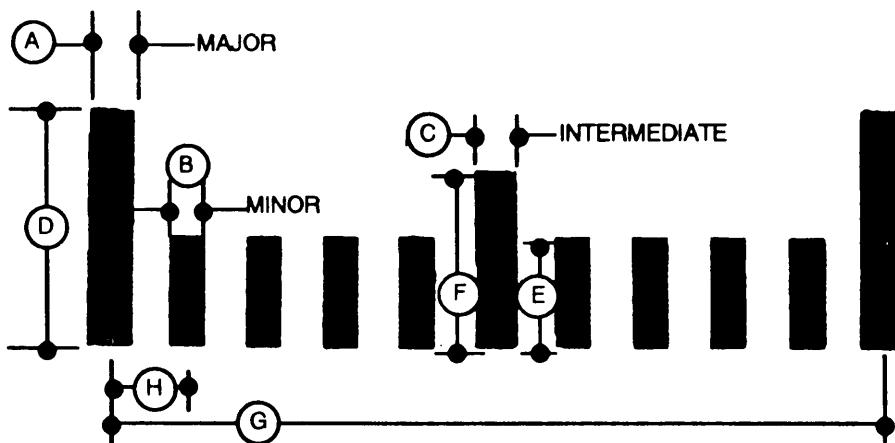 A MAJOR
C INTERMEDIATE
B
MINOR
D
F E
H
G